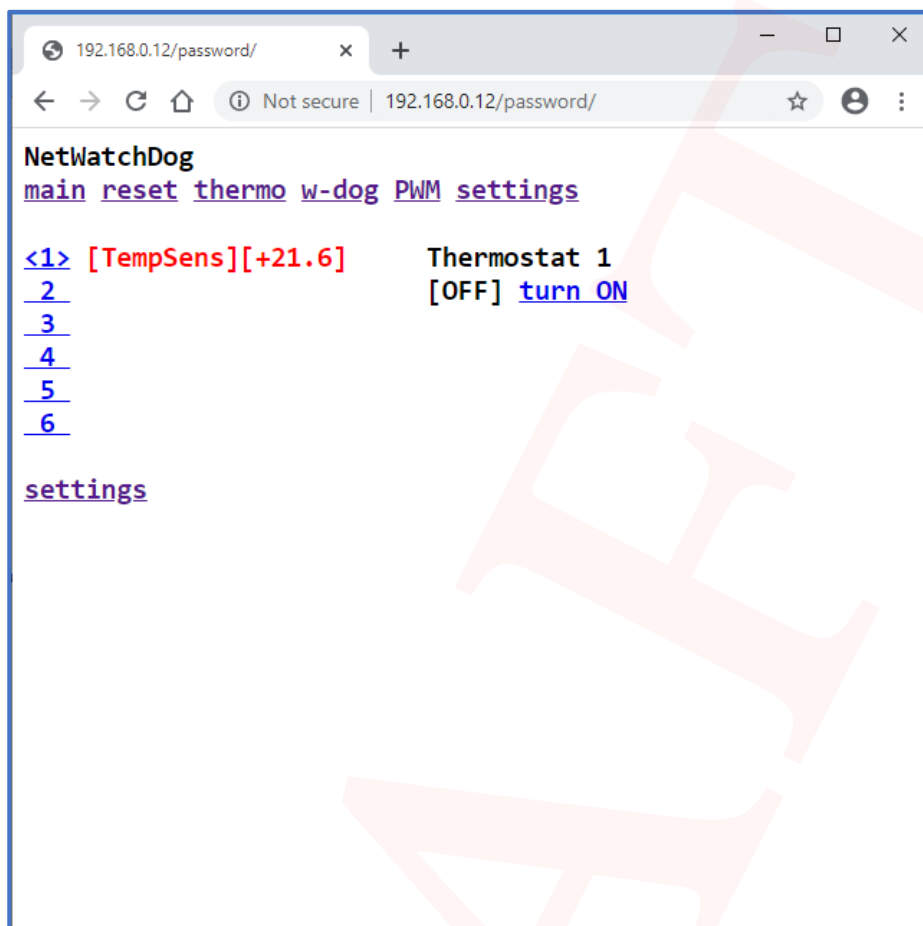 192.168.0.12/password/
Not secure | 192.168.0.12/password/
NetWatchDog
main reset thermo w-dog PWM settings
<1> [TempSens][+21.6] Thermostat 1
2 [OFF] turn ON
3
4
5
6
settings